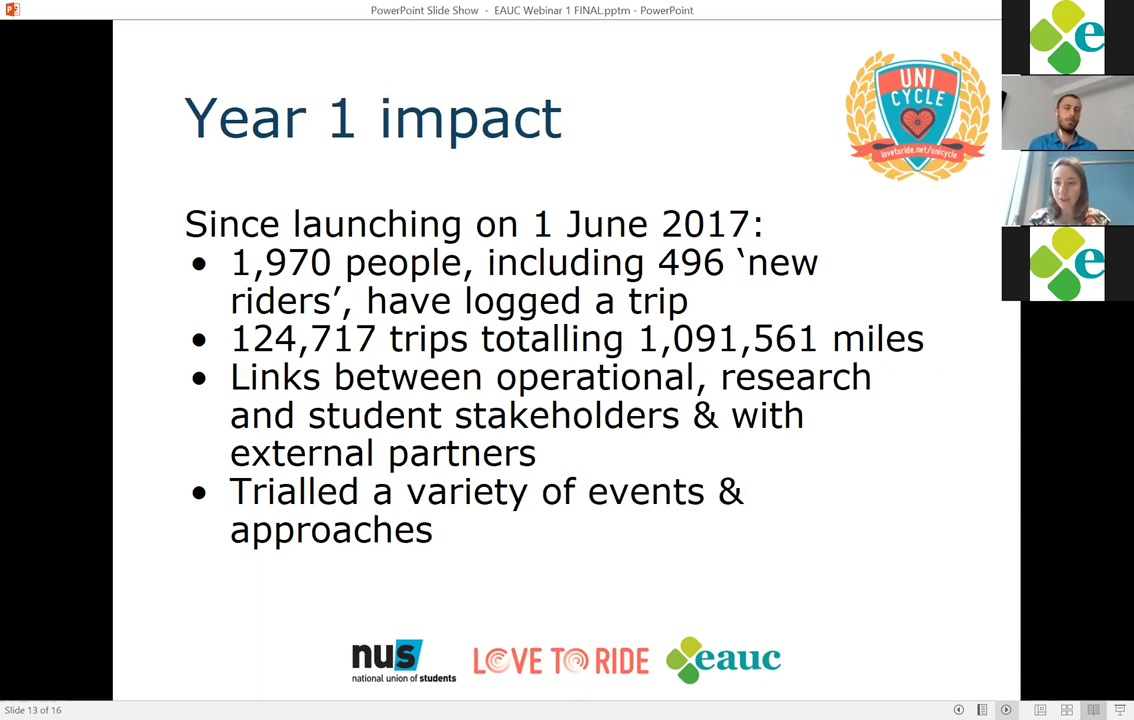 PowerPoint Slide Show - EAUC Webinar 1 FINAL.pptm - PowerPoint
UNI
CYCLE
lovetoride.net/unicycle
Year 1 impact
Since launching on 1 June 2017:
• 1,970 people, including 496 ‘new
riders’, have logged a trip
• 124,717 trips totalling 1,091,561 miles
• Links between operational, research
and student stakeholders & with
external partners
• Trialled a variety of events &
approaches
nus
national union of students
LOVE TO RIDE
eauc
e
e
Slide 13 of 16